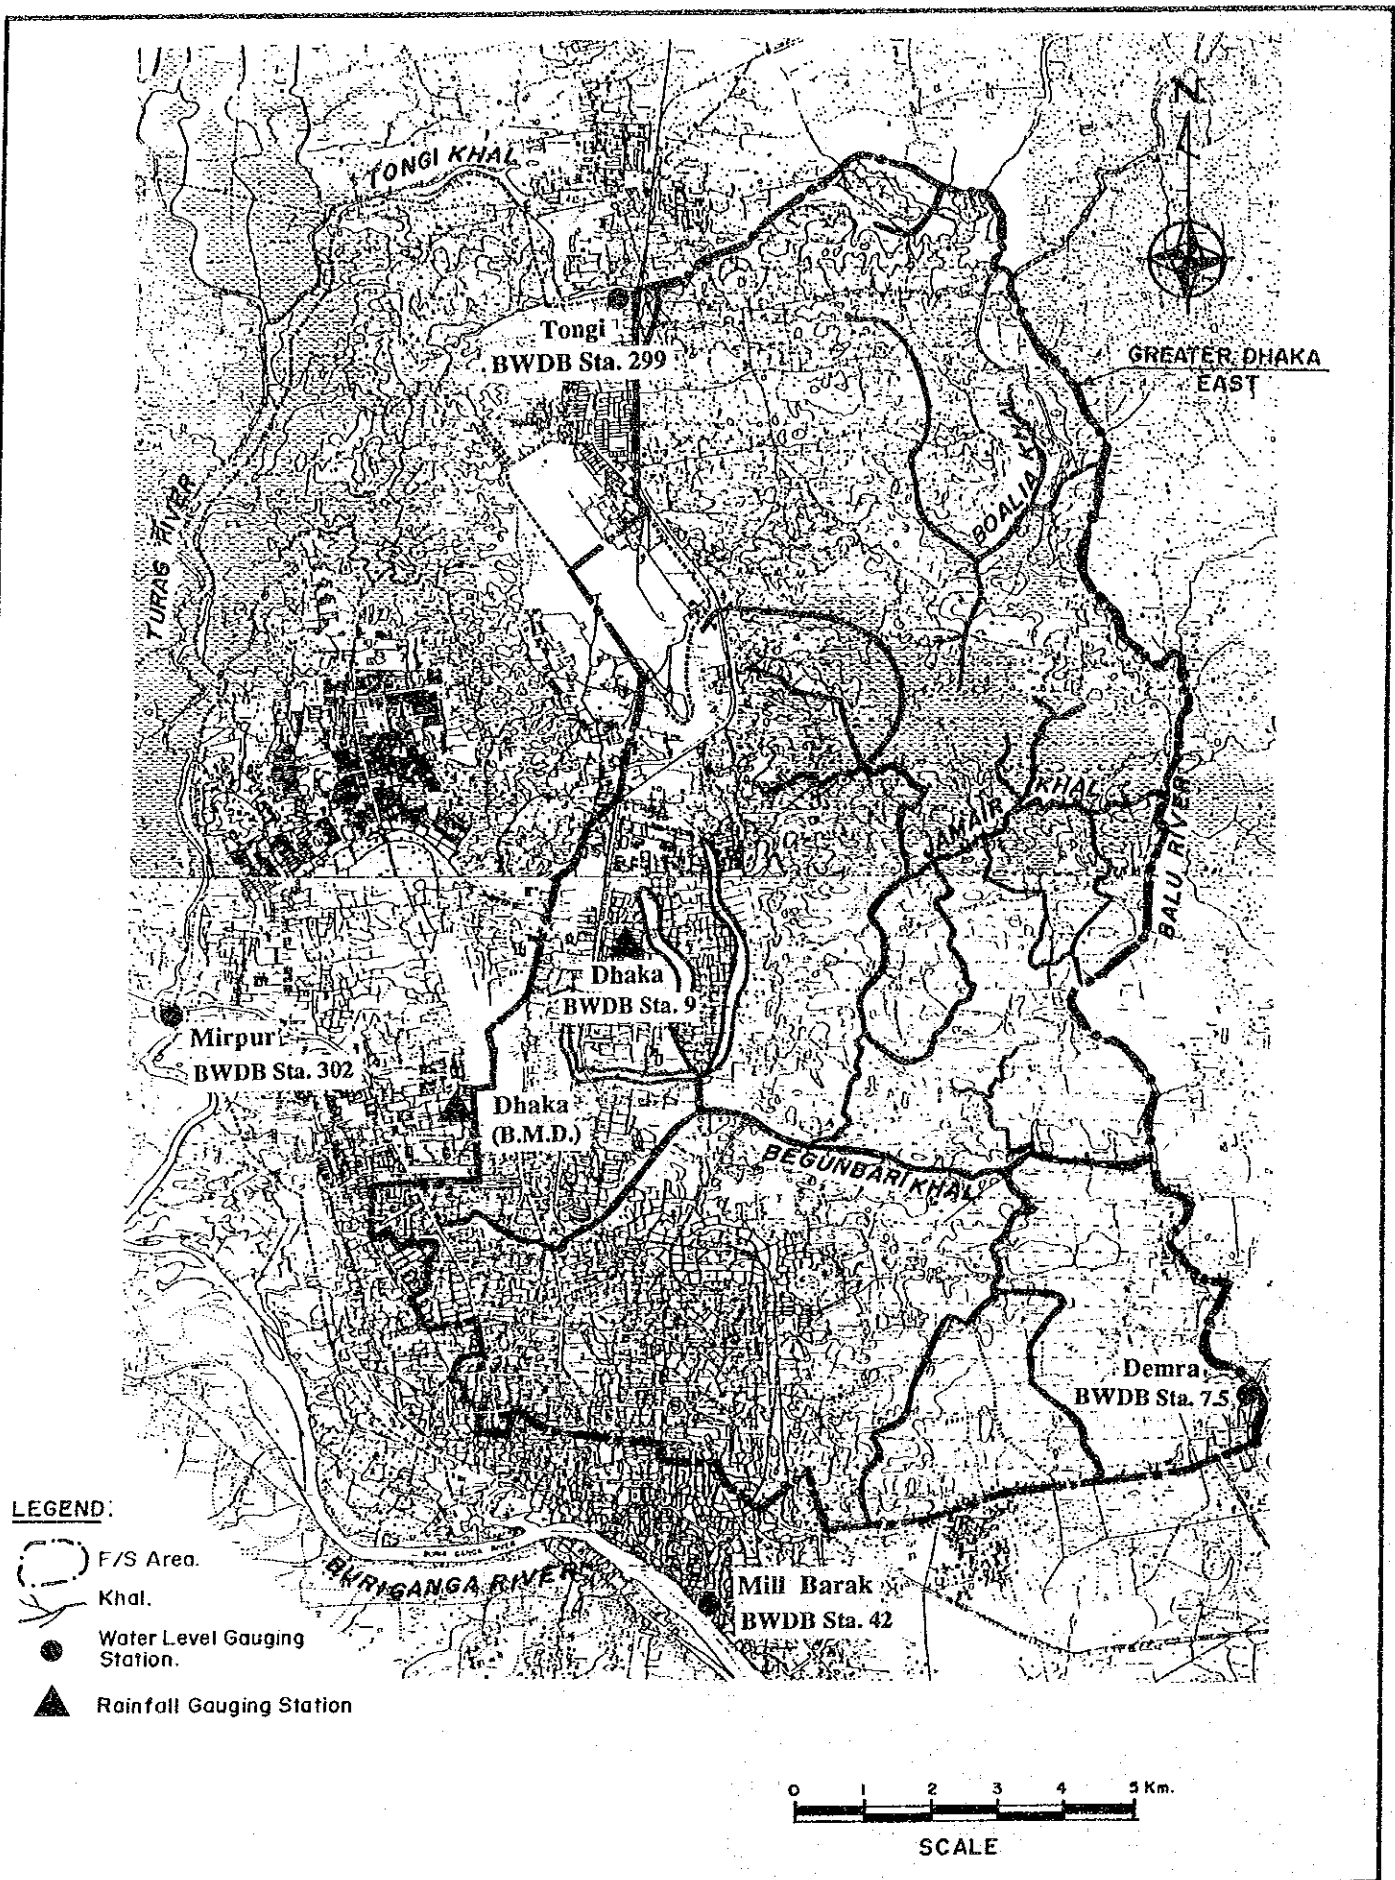 N
TONGI KHAL
Tongi
BWDB Sta. 299
GREATER DHAKA
EAST
BOALIA KHAL
TURAG RIVER
AMAIR KHAL
BALU RIVER
Dhaka
BWDB Sta. 9
Mirpur
BWDB Sta. 302
Dhaka
(B.M.D.)
BEGUNBARI KHAL
Demra
BWDB Sta. 7.5
LEGEND:
F/S Area.
Khal.
Water Level Gauging
Station.
Rainfall Gauging Station
BURIGANGA RIVER
Mill Barak
BWDB Sta. 42
0 1 2 3 4 5 Km.
SCALE